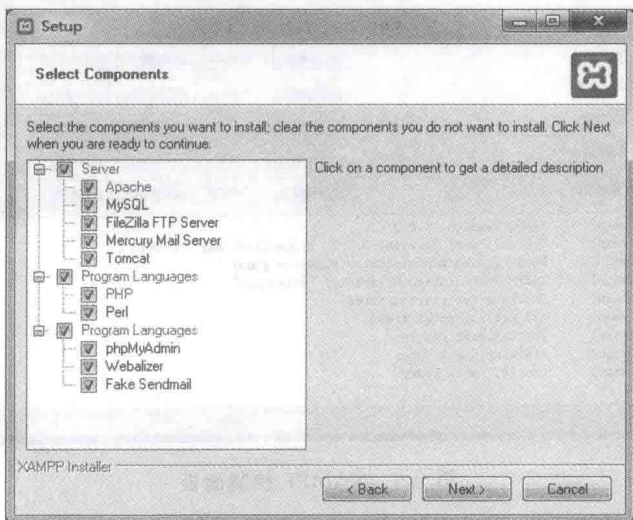 Setup
Select Components
Select the components you want to install; clear the components you do not want to install. Click Next
when you are ready to continue.
Server
Apache
MySQL
FileZilla FTP Server
Mercury Mail Server
Tomcat
Program Languages
PHP
Perl
Program Languages
phpMyAdmin
Webalizer
Fake Sendmail
Click on a component to get a detailed description
XAMPP Installer
< Back
Next >
Cancel